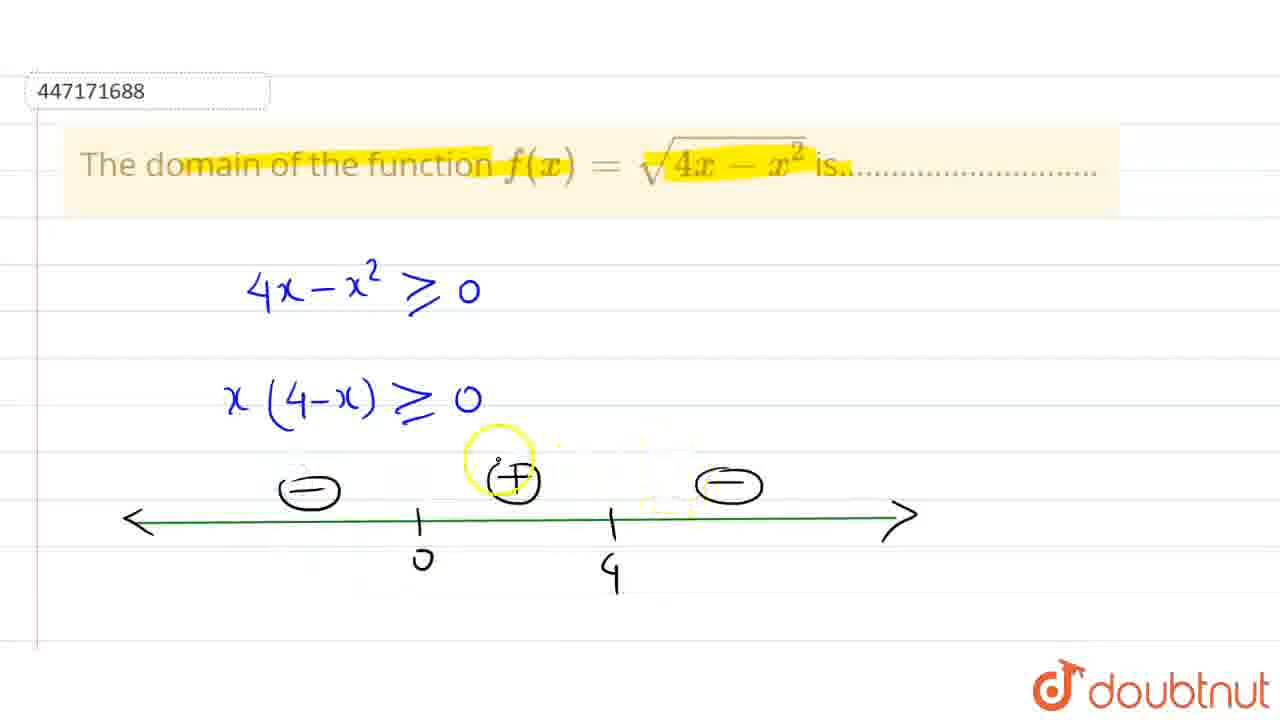 447171688
The domain of the function f(x) = √(4x − x²) is..............................
4x − x² ≥ 0
x (4−x) ≥ 0
− + −
0 4
doubtnut